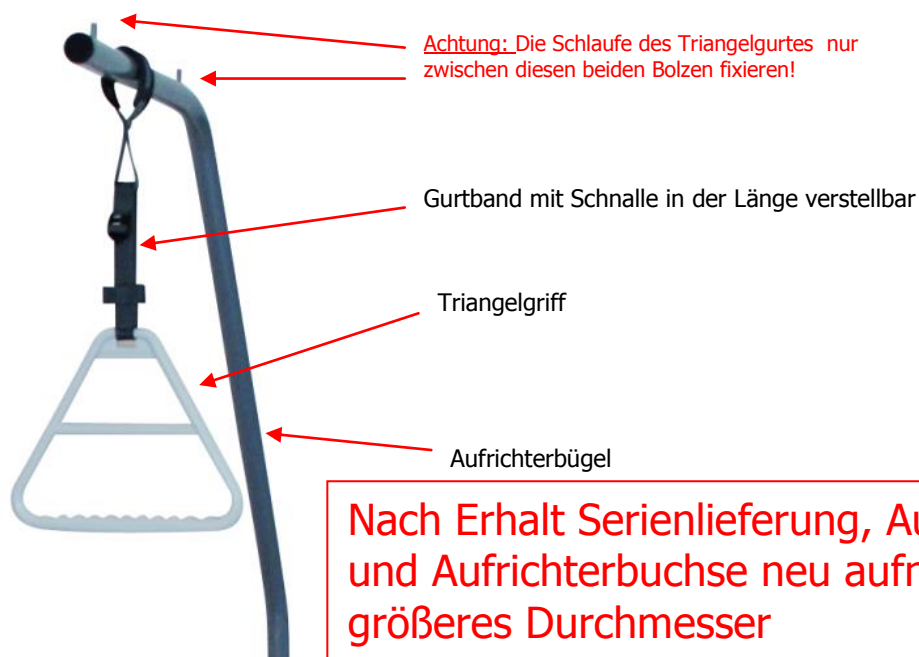 Achtung: Die Schlaufe des Triangelgurtes nur
zwischen diesen beiden Bolzen fixieren!
Gurtband mit Schnalle in der Länge verstellbar
Triangelgriff
Aufrichterbügel
Nach Erhalt Serienlieferung,
und Aufrichterbuchse neu
größeres Durchmesser